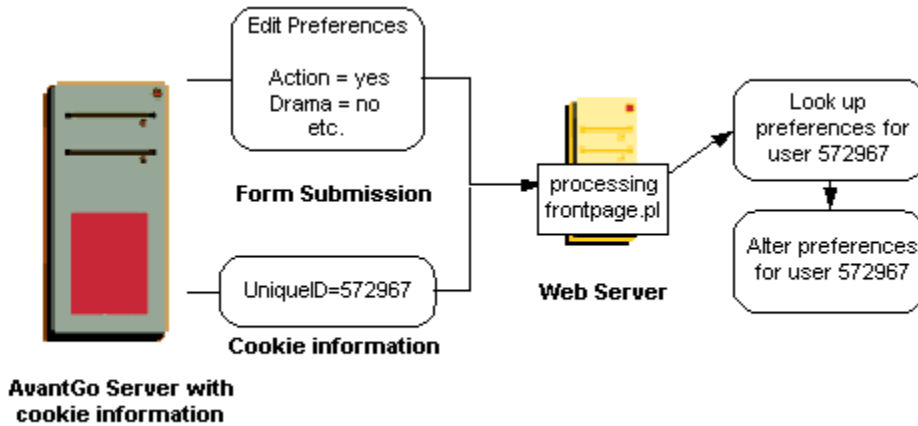 Edit Preferences
Action = yes
Drama = no
etc.
Form Submission
UniqueID=572967
Cookie information
AvantGo Server with
cookie information
processing
frontpage.pl
Web Server
Look up
preferences for
user 572967
Alter preferences
for user 572967